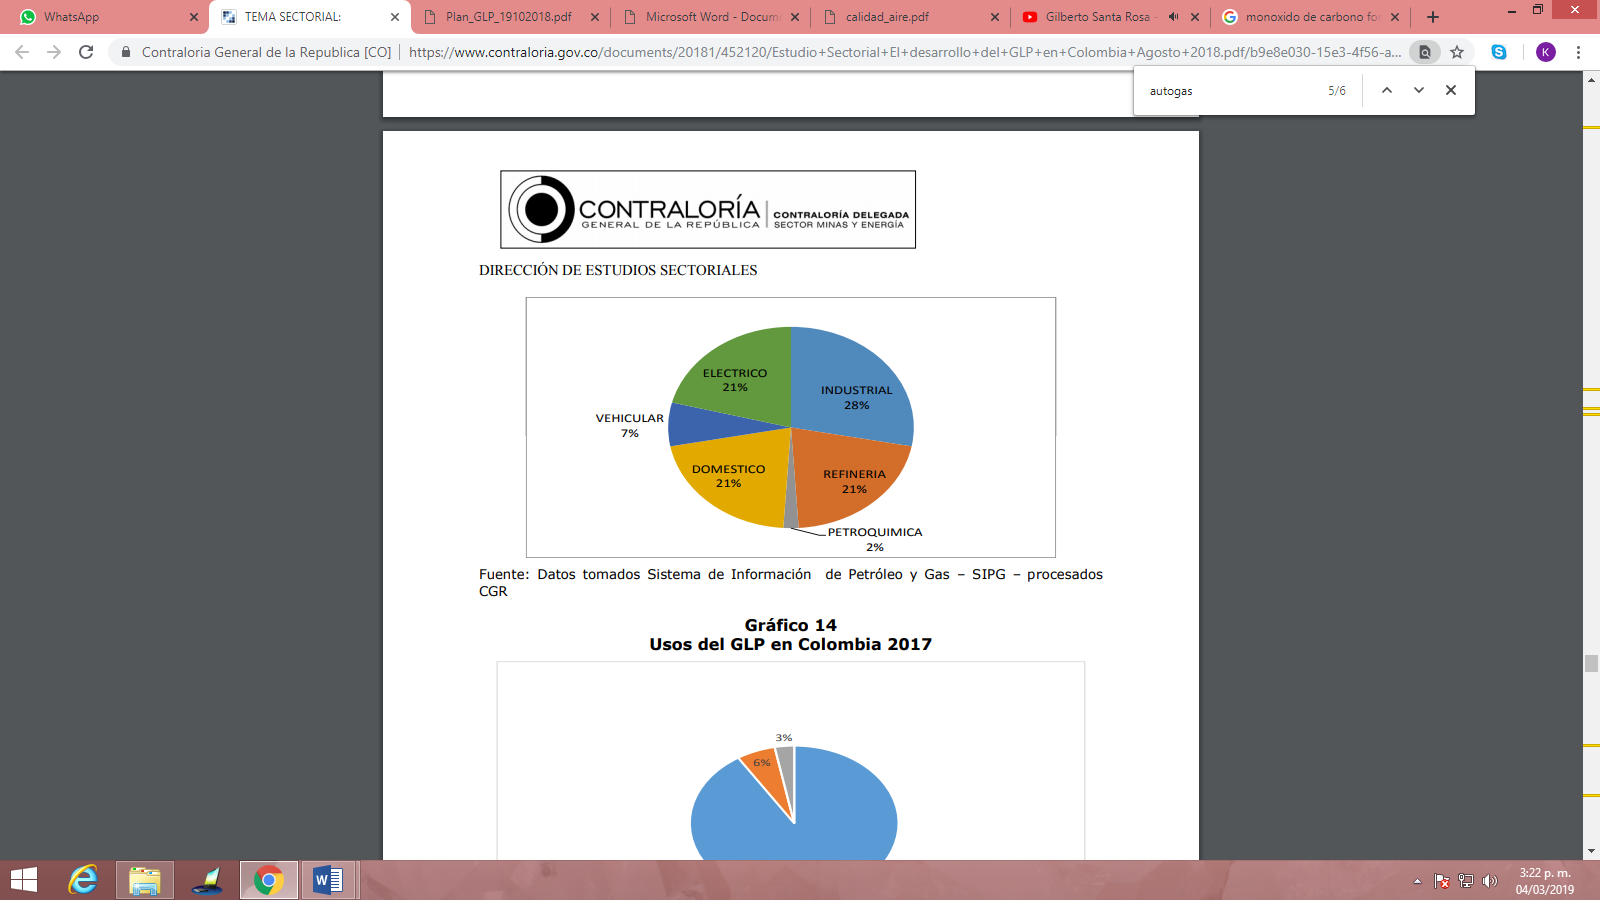 WhatsApp
TEMA SECTORIAL:
Plan_GLP_19102018.pdf
Microsoft Word - Docum
calidad_aire.pdf
Gilberto Santa Rosa -
monoxido de carbono for
Contraloria General de la Republica [CO]
https://www.contraloria.gov.co/documents/20181/452120/Estudio+Sectorial+El+desarrollo+del+GLP+en+Colombia+Agosto+2018.pdf/b9e8e030-15e3-4f56-a...
K
autogas
5/6
CONTRALORÍA
GENERAL DE LA REPÚBLICA
CONTRALORÍA DELEGADA
SECTOR MINAS Y ENERGÍA
DIRECCIÓN DE ESTUDIOS SECTORIALES
ELECTRICO
21%
INDUSTRIAL
28%
VEHICULAR
7%
DOMESTICO
21%
REFINERIA
21%
PETROQUIMICA
2%
Fuente: Datos tomados Sistema de Información de Petróleo y Gas – SIPG – procesados
CGR
Gráfico 14
Usos del GLP en Colombia 2017
3%
6%
3:22 p. m.
04/03/2019